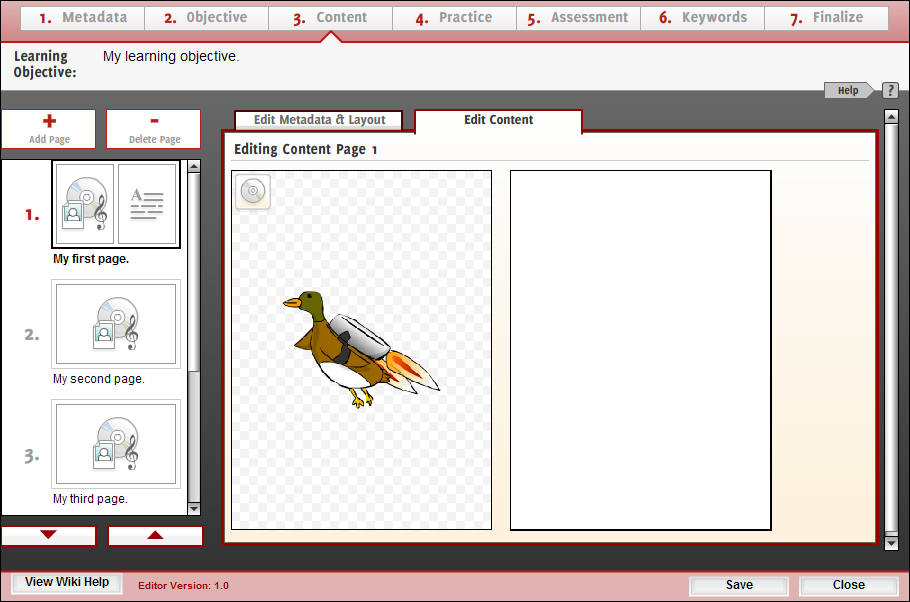 1. Metadata
2. Objective
3. Content
4. Practice
5. Assessment
6. Keywords
7. Finalize
Learning
Objective:
My learning objective.
Help
?
Add Page
Delete Page
Edit Metadata & Layout
Edit Content
Editing Content Page 1
1.
A
My first page.
2.
My second page.
3.
My third page.
View Wiki Help
Editor Version: 1.0
Save
Close